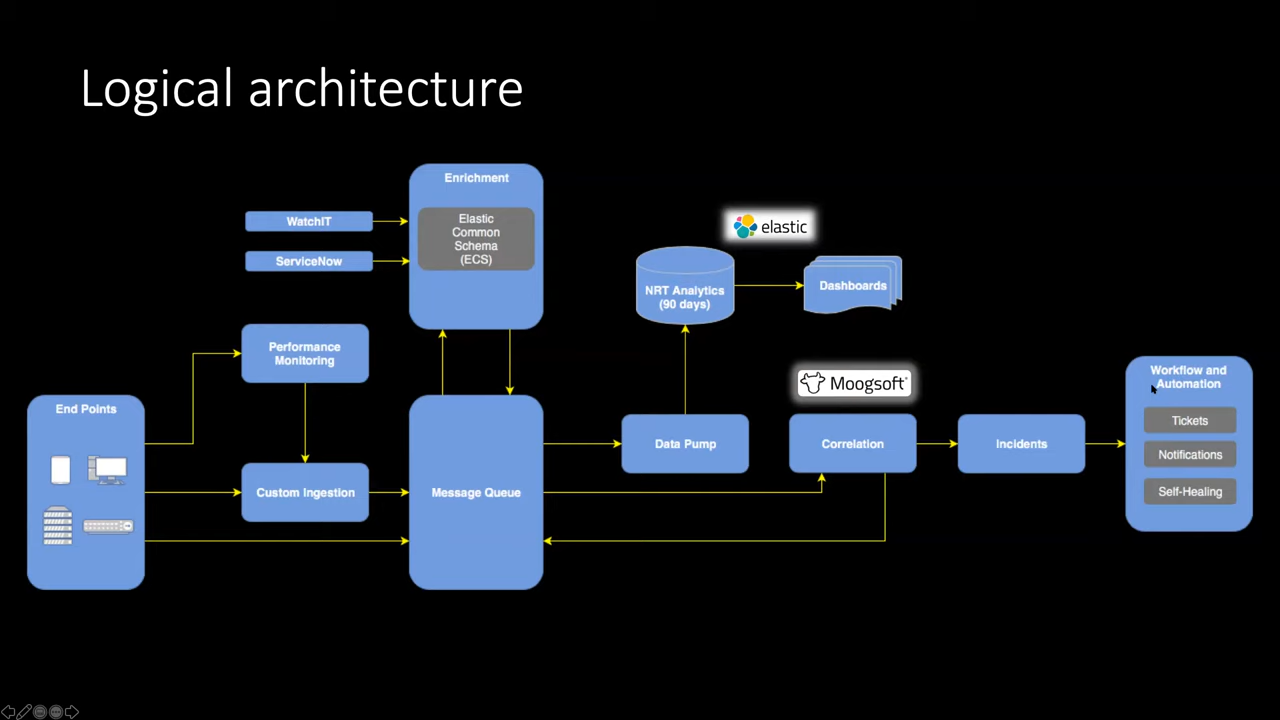 Logical architecture
Enrichment
Elastic
Common
Schema
(ECS)
WatchIT
ServiceNow
elastic
NRT Analytics
(90 days)
Dashboards
Performance
Monitoring
Moogsoft
Workflow and
Automation
Tickets
Notifications
Self-Healing
End Points
Custom Ingestion
Message Queue
Data Pump
Correlation
Incidents